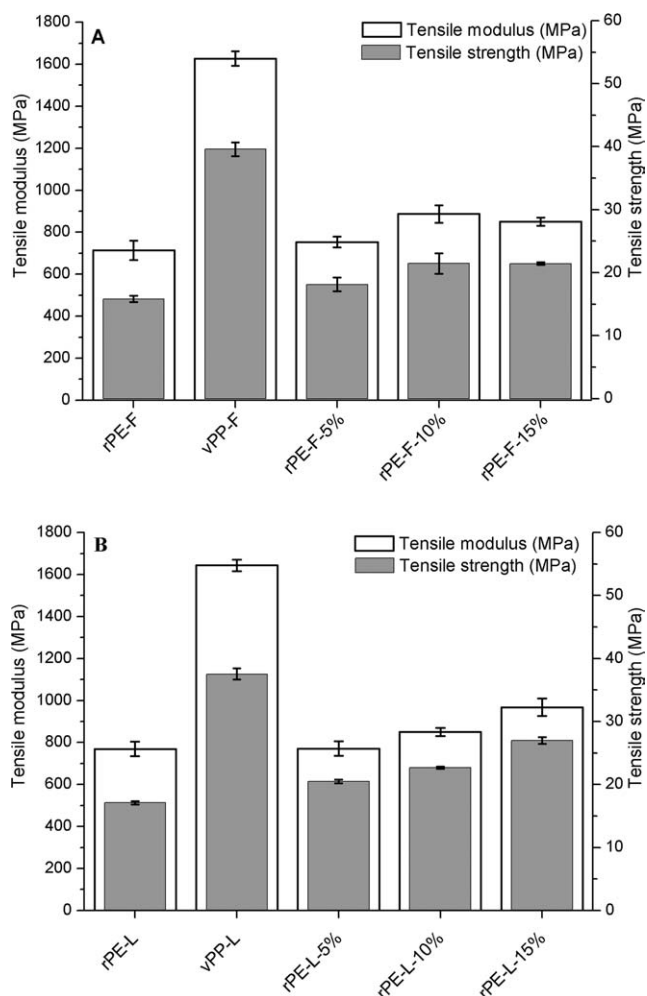 A
Tensile modulus (MPa)
Tensile strength (MPa)
Tensile modulus (MPa)
1800
1600
1400
1200
1000
800
600
400
200
0
60
50
40
30
20
10
0
Tensile strength (MPa)
rPE-F
vPP-F
rPE-F-5%
rPE-F-10%
rPE-F-15%
B
Tensile modulus (MPa)
Tensile strength (MPa)
Tensile modulus (MPa)
1800
1600
1400
1200
1000
800
600
400
200
0
60
50
40
30
20
10
0
Tensile strength (MPa)
rPE-L
vPP-L
rPE-L-5%
rPE-L-10%
rPE-L-15%